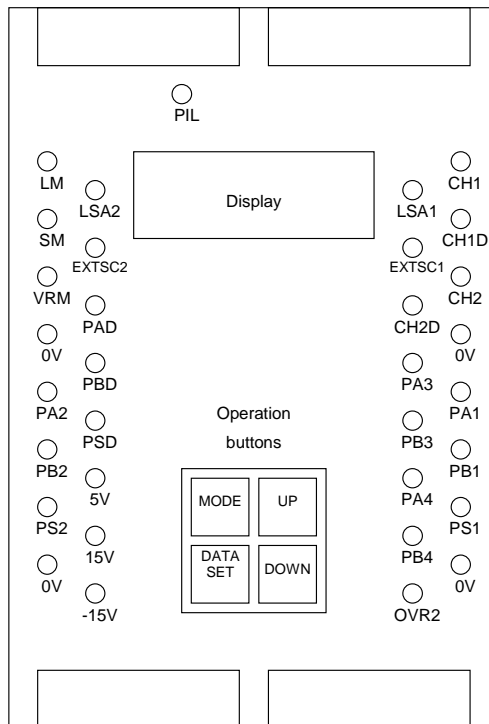 PIL
LM
LSA2
SM
EXTSC2
VRM
PAD
0V
PBD
PA2
PSD
PB2
5V
PS2
15V
0V
-15V
Display
Operation
buttons
MODE
UP
DATA
SET
DOWN
CH1
LSA1
CH1D
EXTSC1
CH2
CH2D
0V
PA3
PA1
PB3
PB1
PA4
PS1
PB4
0V
OVR2